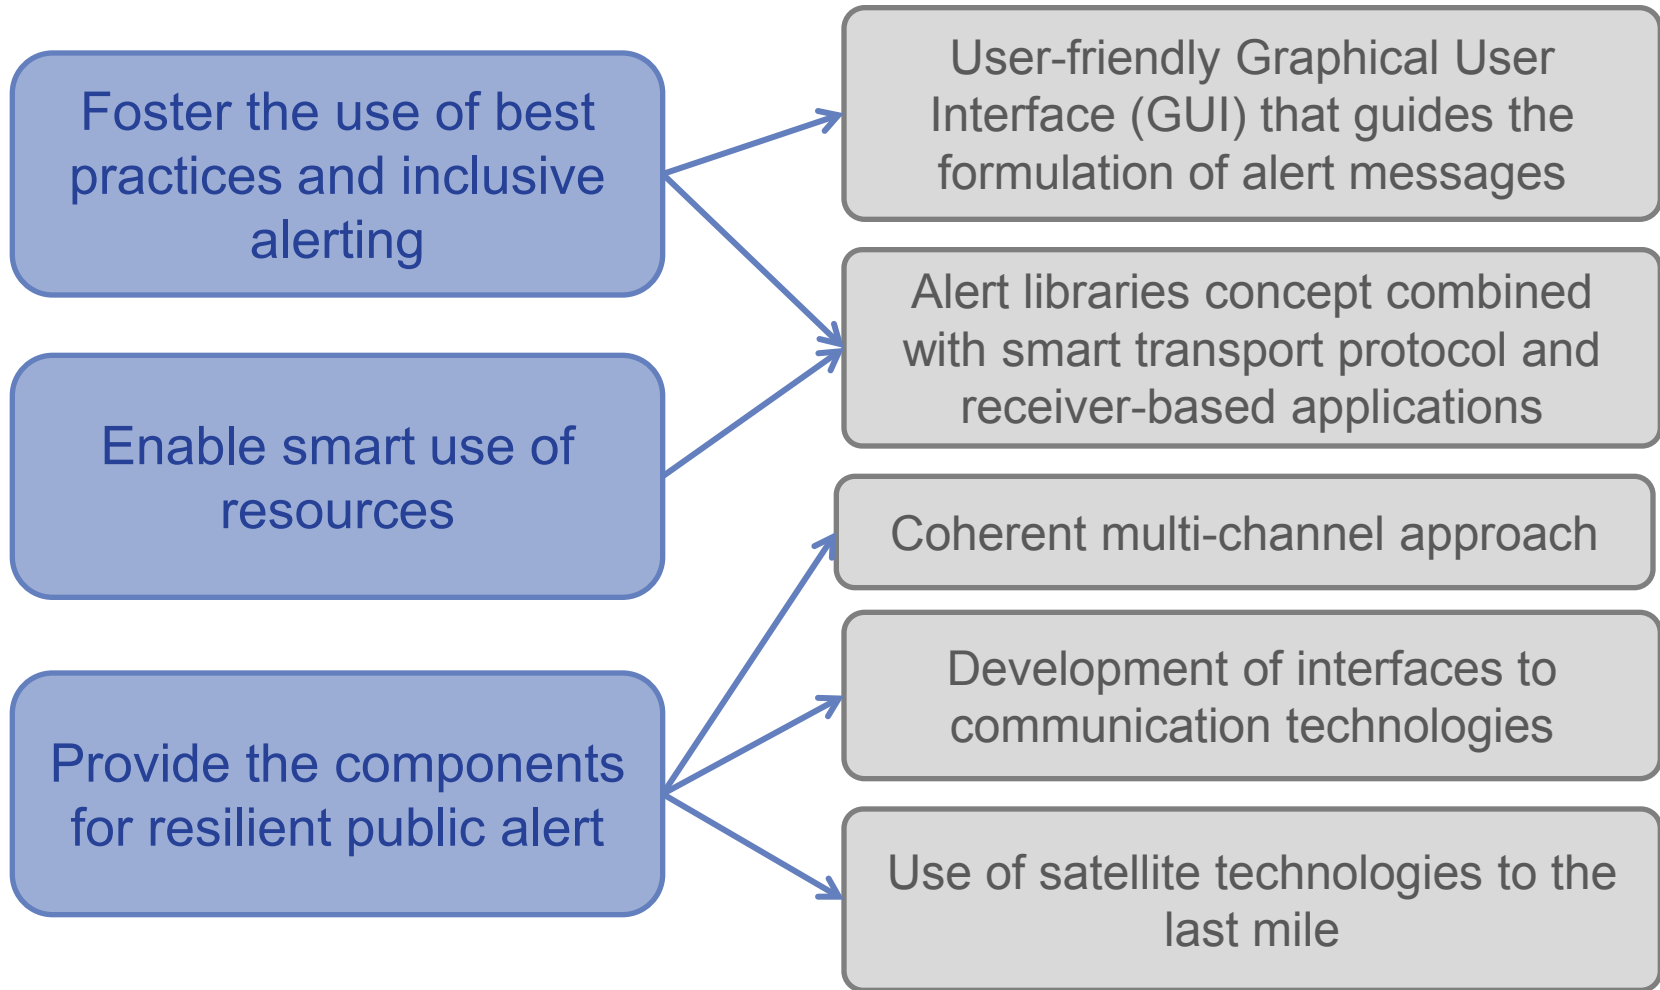 Foster the use of best
practices and inclusive
alerting
Enable smart use of
resources
Provide the components
for resilient public alert
User-friendly Graphical User
Interface (GUI) that guides the
formulation of alert messages
Alert libraries concept combined
with smart transport protocol and
receiver-based applications
Coherent multi-channel approach
Development of interfaces to
communication technologies
Use of satellite technologies to the
last mile